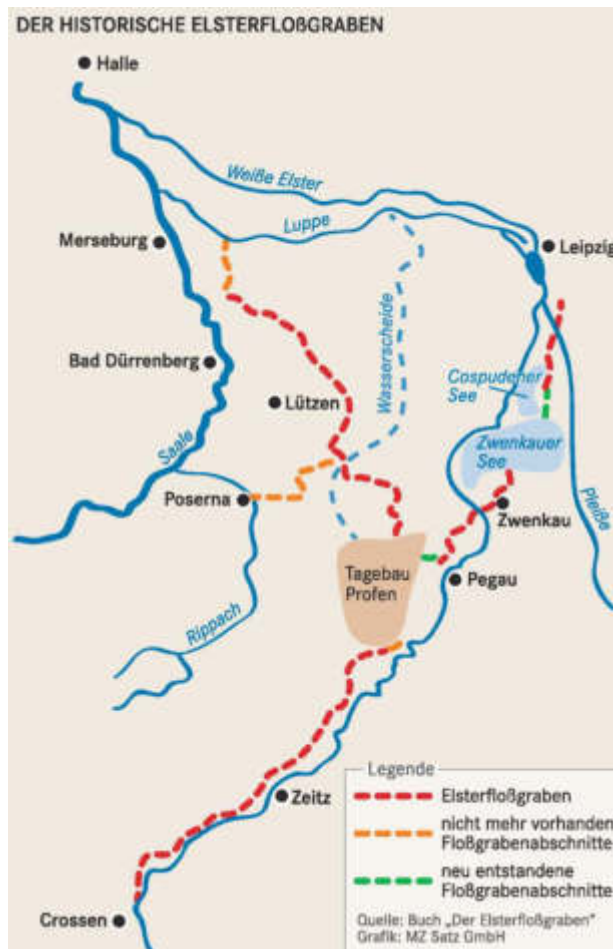 DER HISTORISCHE ELSTERFLOẞGRABEN
Halle
Weiße Elster
Luppe
Merseburg
Leipzig
Wasserscheide
Bad Dürrenberg
Cospudener
See
Lützen
Zwenkauer
See
Saale
Poserna
Zwenkau
Pleiße
Tagebau
Profen
Pegau
Rippach
Legende
Zeitz
Elsterfloßgraben
nicht mehr vorhanden
Floßgrabenabschnitte
neu entstandene
Floßgrabenabschnitte
Crossen
Quelle: Buch „Der Elsterfloßgraben“
Grafik: MZ Satz GmbH